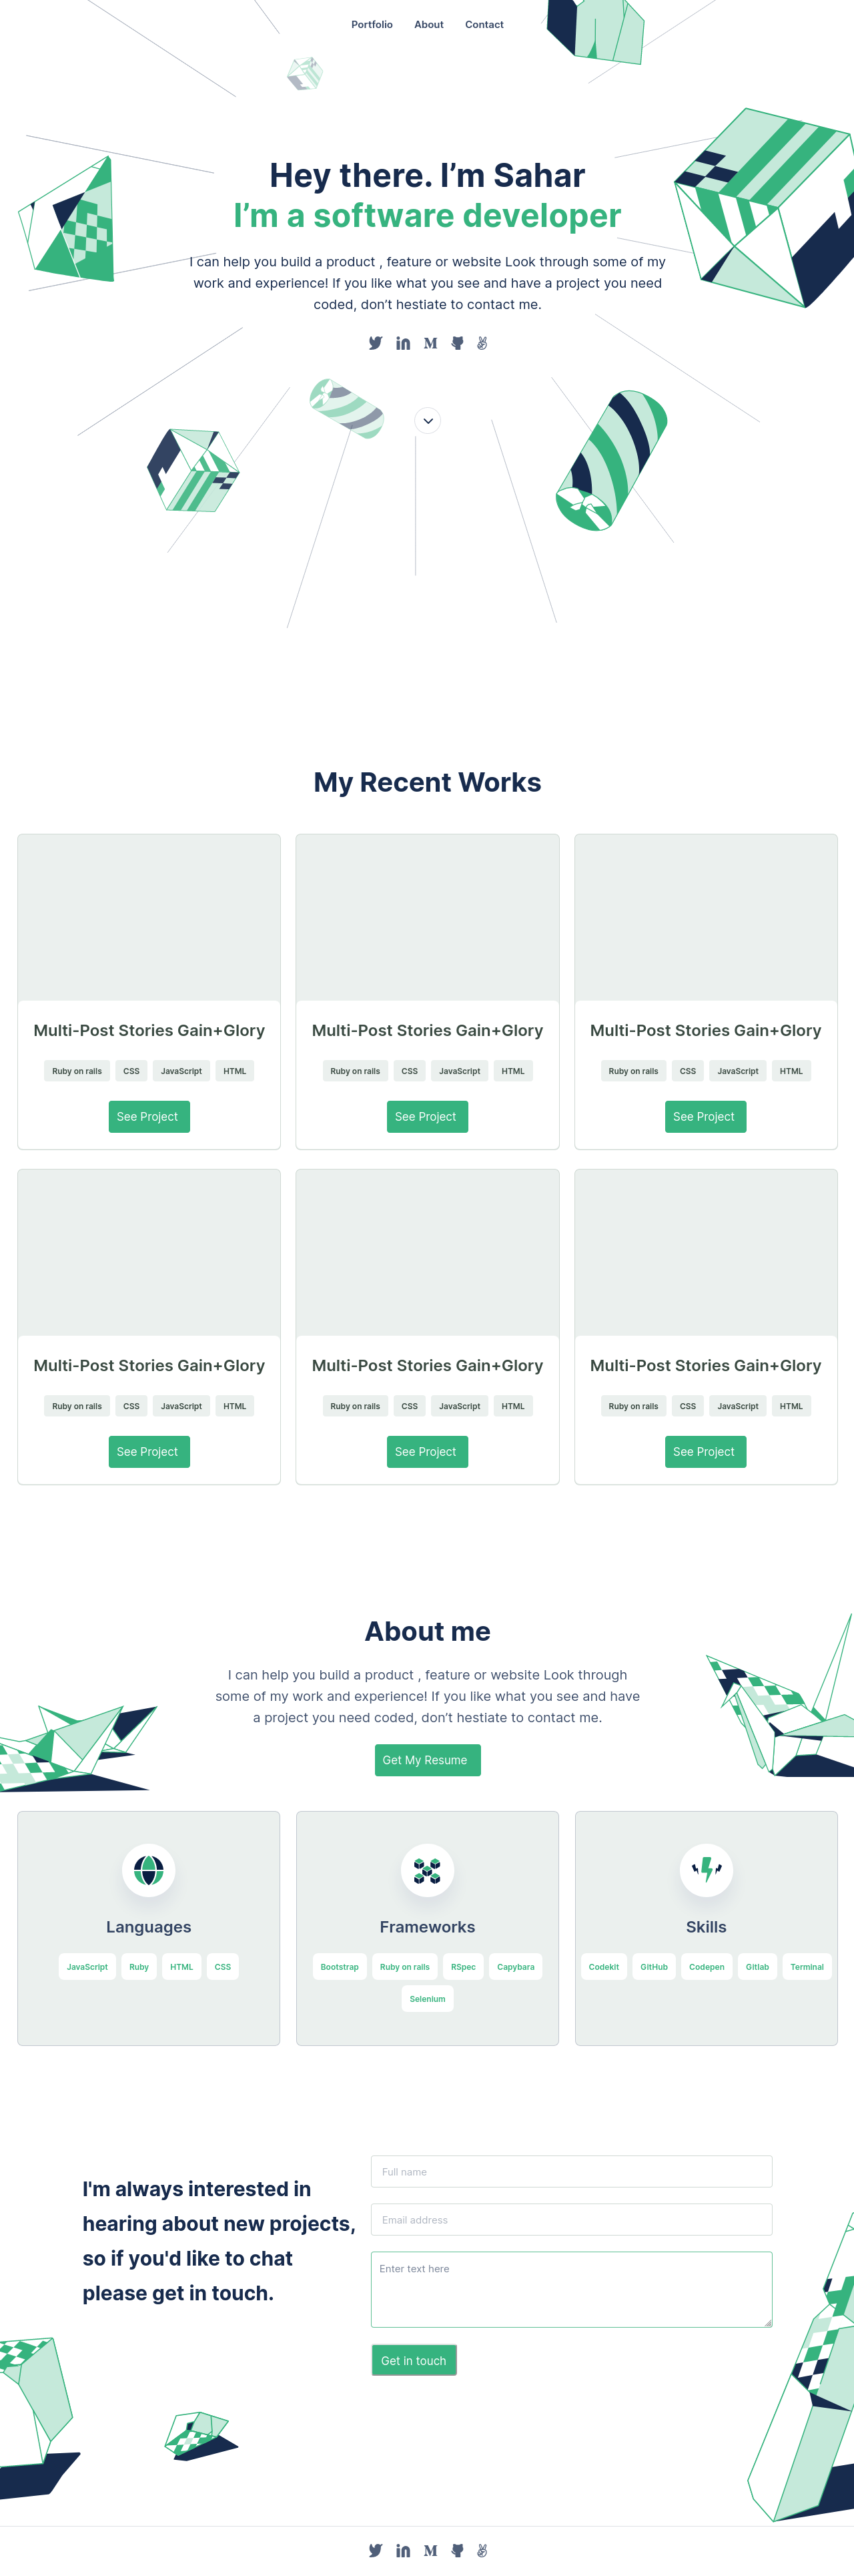 Portfolio About Contact
Hey there. I’m Sahar
I’m a software developer
I can help you build a product , feature or website Look through some of my
work and experience! If you like what you see and have a project you need
coded, don’t hestiate to contact me.
My Recent Works
Multi-Post Stories Gain+Glory
Ruby on rails CSS JavaScript HTML
See Project
Multi-Post Stories Gain+Glory
Ruby on rails CSS JavaScript HTML
See Project
Multi-Post Stories Gain+Glory
Ruby on rails CSS JavaScript HTML
See Project
Multi-Post Stories Gain+Glory
Ruby on rails CSS JavaScript HTML
See Project
Multi-Post Stories Gain+Glory
Ruby on rails CSS JavaScript HTML
See Project
Multi-Post Stories Gain+Glory
Ruby on rails CSS JavaScript HTML
See Project
About me
I can help you build a product , feature or website Look through
some of my work and experience! If you like what you see and have
a project you need coded, don’t hestiate to contact me.
Get My Resume
Languages
JavaScript Ruby HTML CSS
Frameworks
Bootstrap Ruby on rails RSpec Capybara
Selenium
Skills
Codekit GitHub Codepen Gitlab Terminal
I'm always interested in
hearing about new projects,
so if you'd like to chat
please get in touch.
Full name
Email address
Enter text here
Get in touch